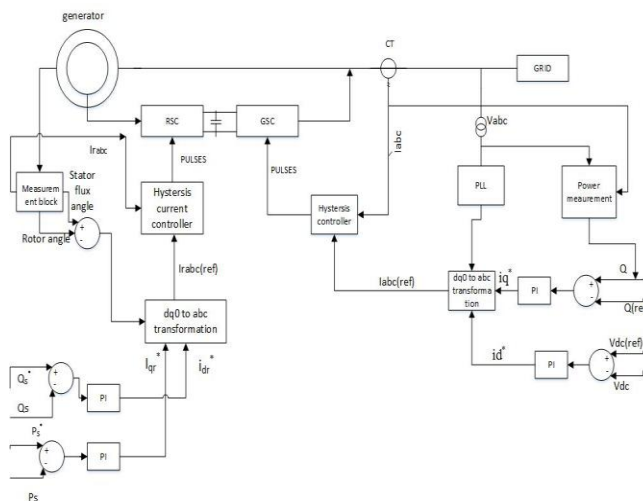 generator
CT
GRID
RSC
GSC
Vabc
Irabc
Iabc
PULSES
PULSES
Measurem
ent block
Stator
flux
angle
Hystersis
current
controller
Hystersis
controller
PLL
Power
meaurement
Rotor angle
+
-
Irabc(ref)
Iabc(ref)
dq0 to abc
transforma
tion
iq*
PI
+
-
Q
Q(re
dq0 to abc
transformation
Iqr*
idr*
id*
PI
+
-
Vdc(ref)
Vdc
Qs*
Qs
+
-
PI
Ps*
+
-
PI
Ps